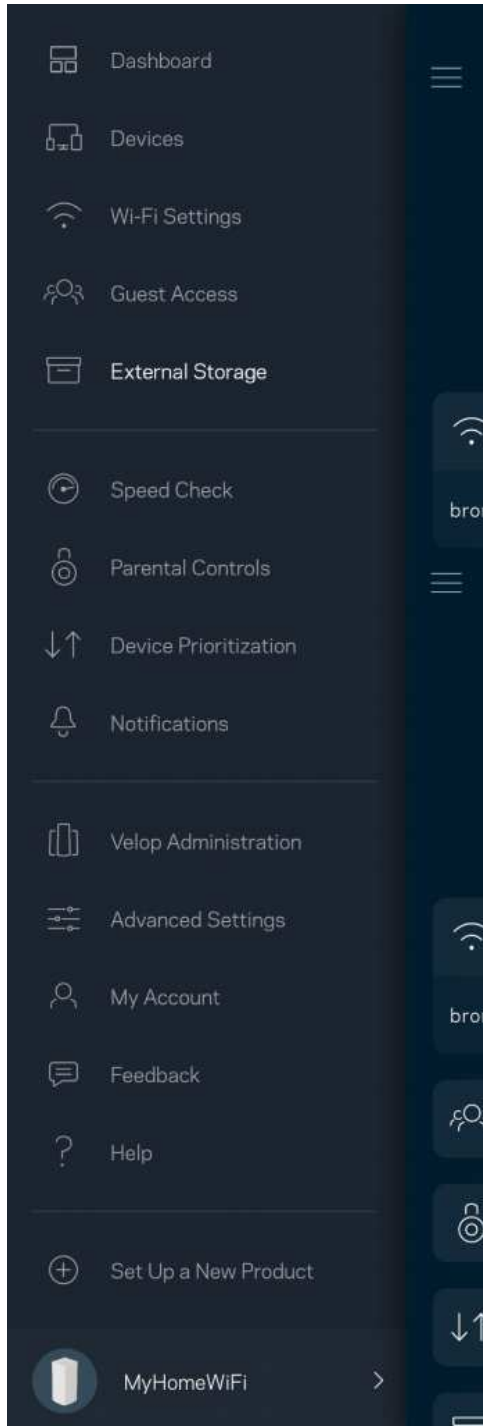 Dashboard
Devices
Wi-Fi Settings
Guest Access
External Storage
Speed Check
Parental Controls
Device Prioritization
Notifications
Velop Administration
Advanced Settings
My Account
Feedback
Help
Set Up a New Product
MyHomeWiFi